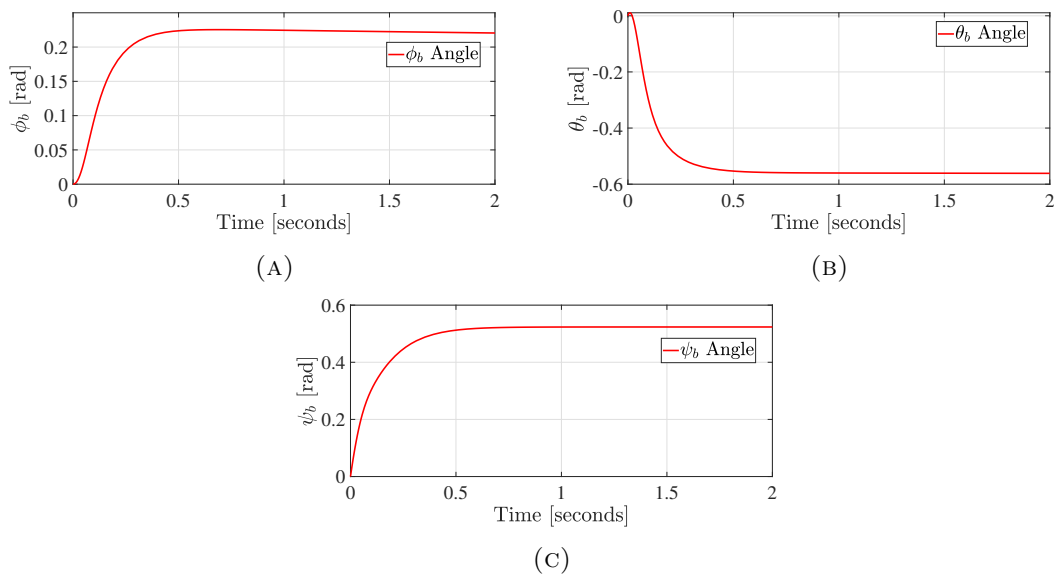 0.2
0.15
0.1
0.05
0
ϕ_b [rad]
ϕ_b Angle
0 0.5 1 1.5 2
Time [seconds]
(A)
0
-0.2
-0.4
-0.6
θ_b [rad]
θ_b Angle
0 0.5 1 1.5 2
Time [seconds]
(B)
0.6
0.4
0.2
0
ψ_b [rad]
ψ_b Angle
0 0.5 1 1.5 2
Time [seconds]
(C)